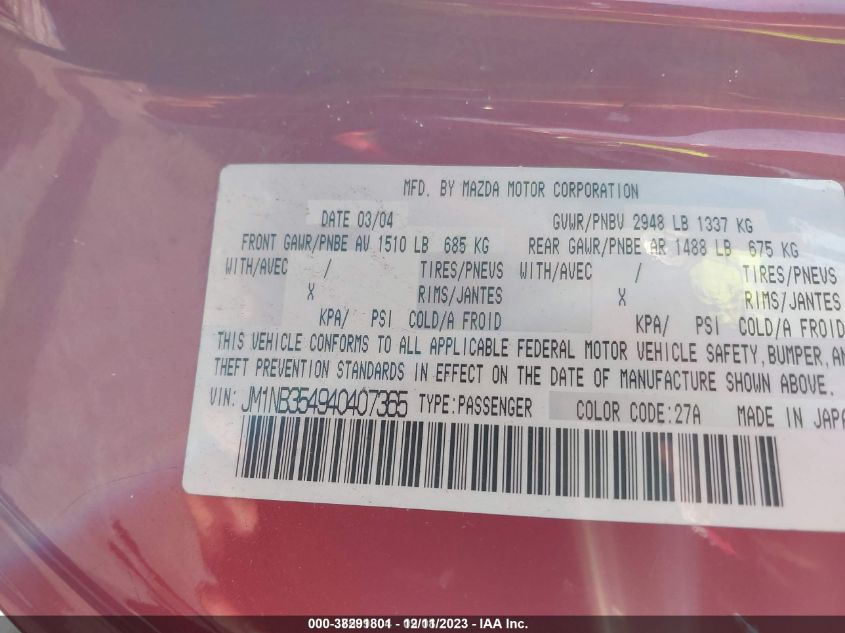 MFD. BY MAZDA MOTOR CORPORATION
DATE 03/04 GVWR/PNBV 2948 LB 1337 KG
FRONT GAWR/PNBE AV 1510 LB 685 KG REAR GAWR/PNBE AR 1488 LB 675 KG
WITH/AVEC / TIRES/PNEUS WITH/AVEC / TIRES/PNEUS
X RIMS/JANTES X RIMS/JANTES
KPA/ PSI COLD/A FROID KPA/ PSI COLD/A FROID
THIS VEHICLE CONFORMS TO ALL APPLICABLE FEDERAL MOTOR VEHICLE SAFETY, BUMPER, AN
THEFT PREVENTION STANDARDS IN EFFECT ON THE DATE OF MANUFACTURE SHOWN ABOVE.
VIN: JM1NB354940407365 TYPE:PASSENGER COLOR CODE:27A MADE IN JAPA
000-38291801 - 12/11/2023 - IAA Inc.